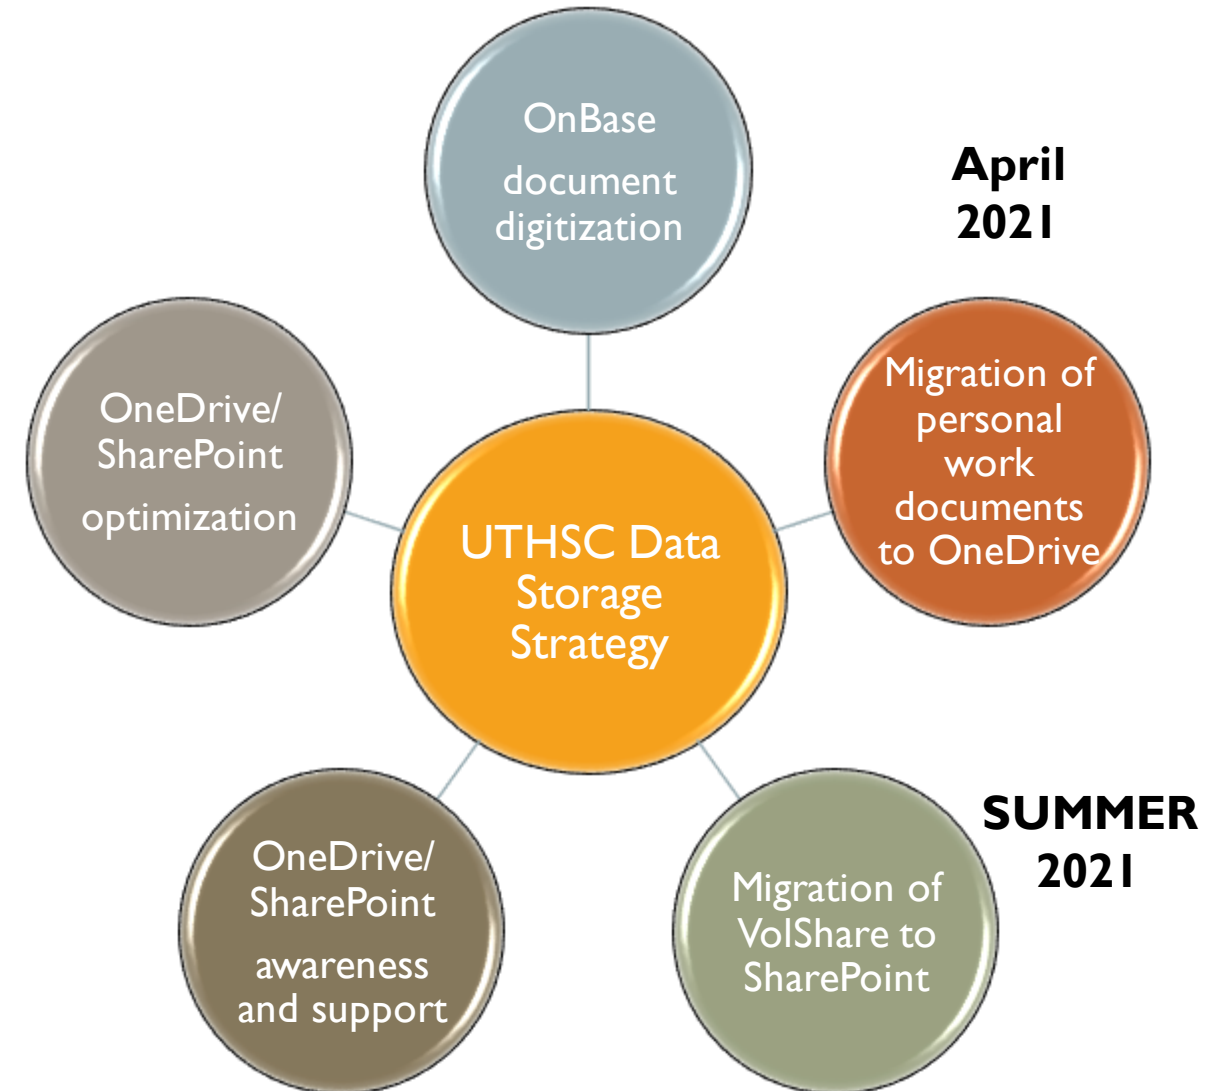 OnBase
document
digitization
April
2021
Migration of
personal
work
documents
to OneDrive
OneDrive/
SharePoint
optimization
UTHSC Data
Storage
Strategy
SUMMER
2021
Migration of
VolShare to
SharePoint
OneDrive/
SharePoint
awareness
and support